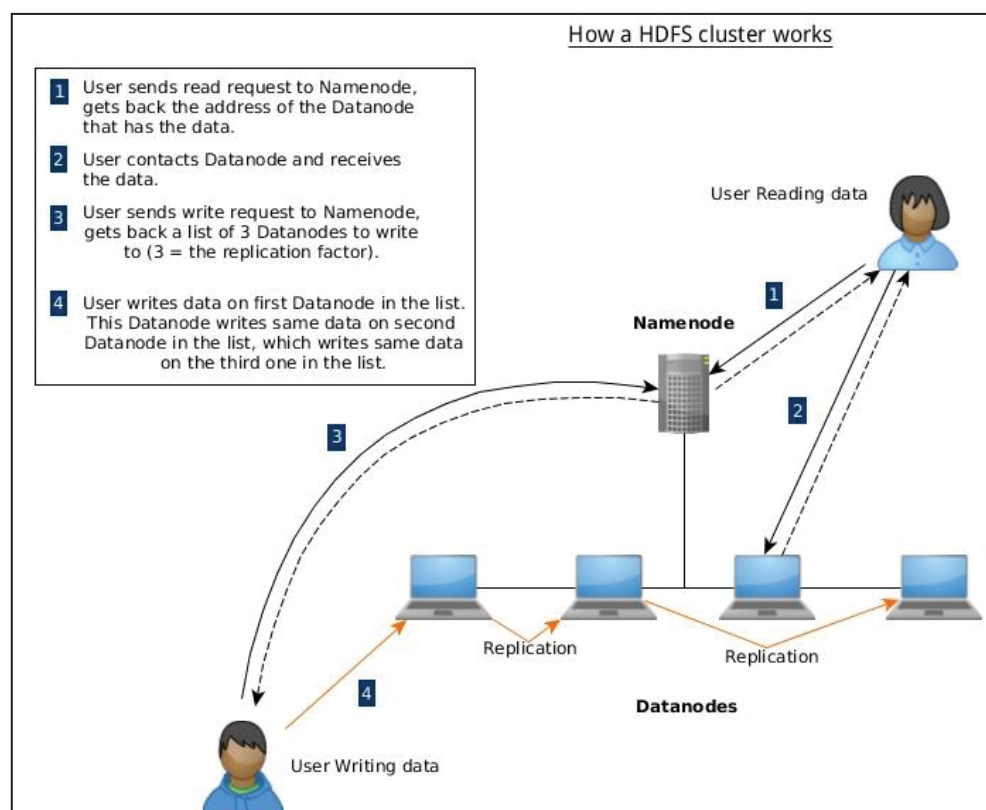 How a HDFS cluster works
1 User sends read request to Namenode,
gets back the address of the Datanode
that has the data.
2 User contacts Datanode and receives
the data.
3 User sends write request to Namenode,
gets back a list of 3 Datanodes to write
to (3 = the replication factor).
4 User writes data on first Datanode in the list.
This Datanode writes same data on second
Datanode in the list, which writes same data
on the third one in the list.
User Reading data
1
Namenode
2
3
Replication
Replication
4
Datanodes
User Writing data